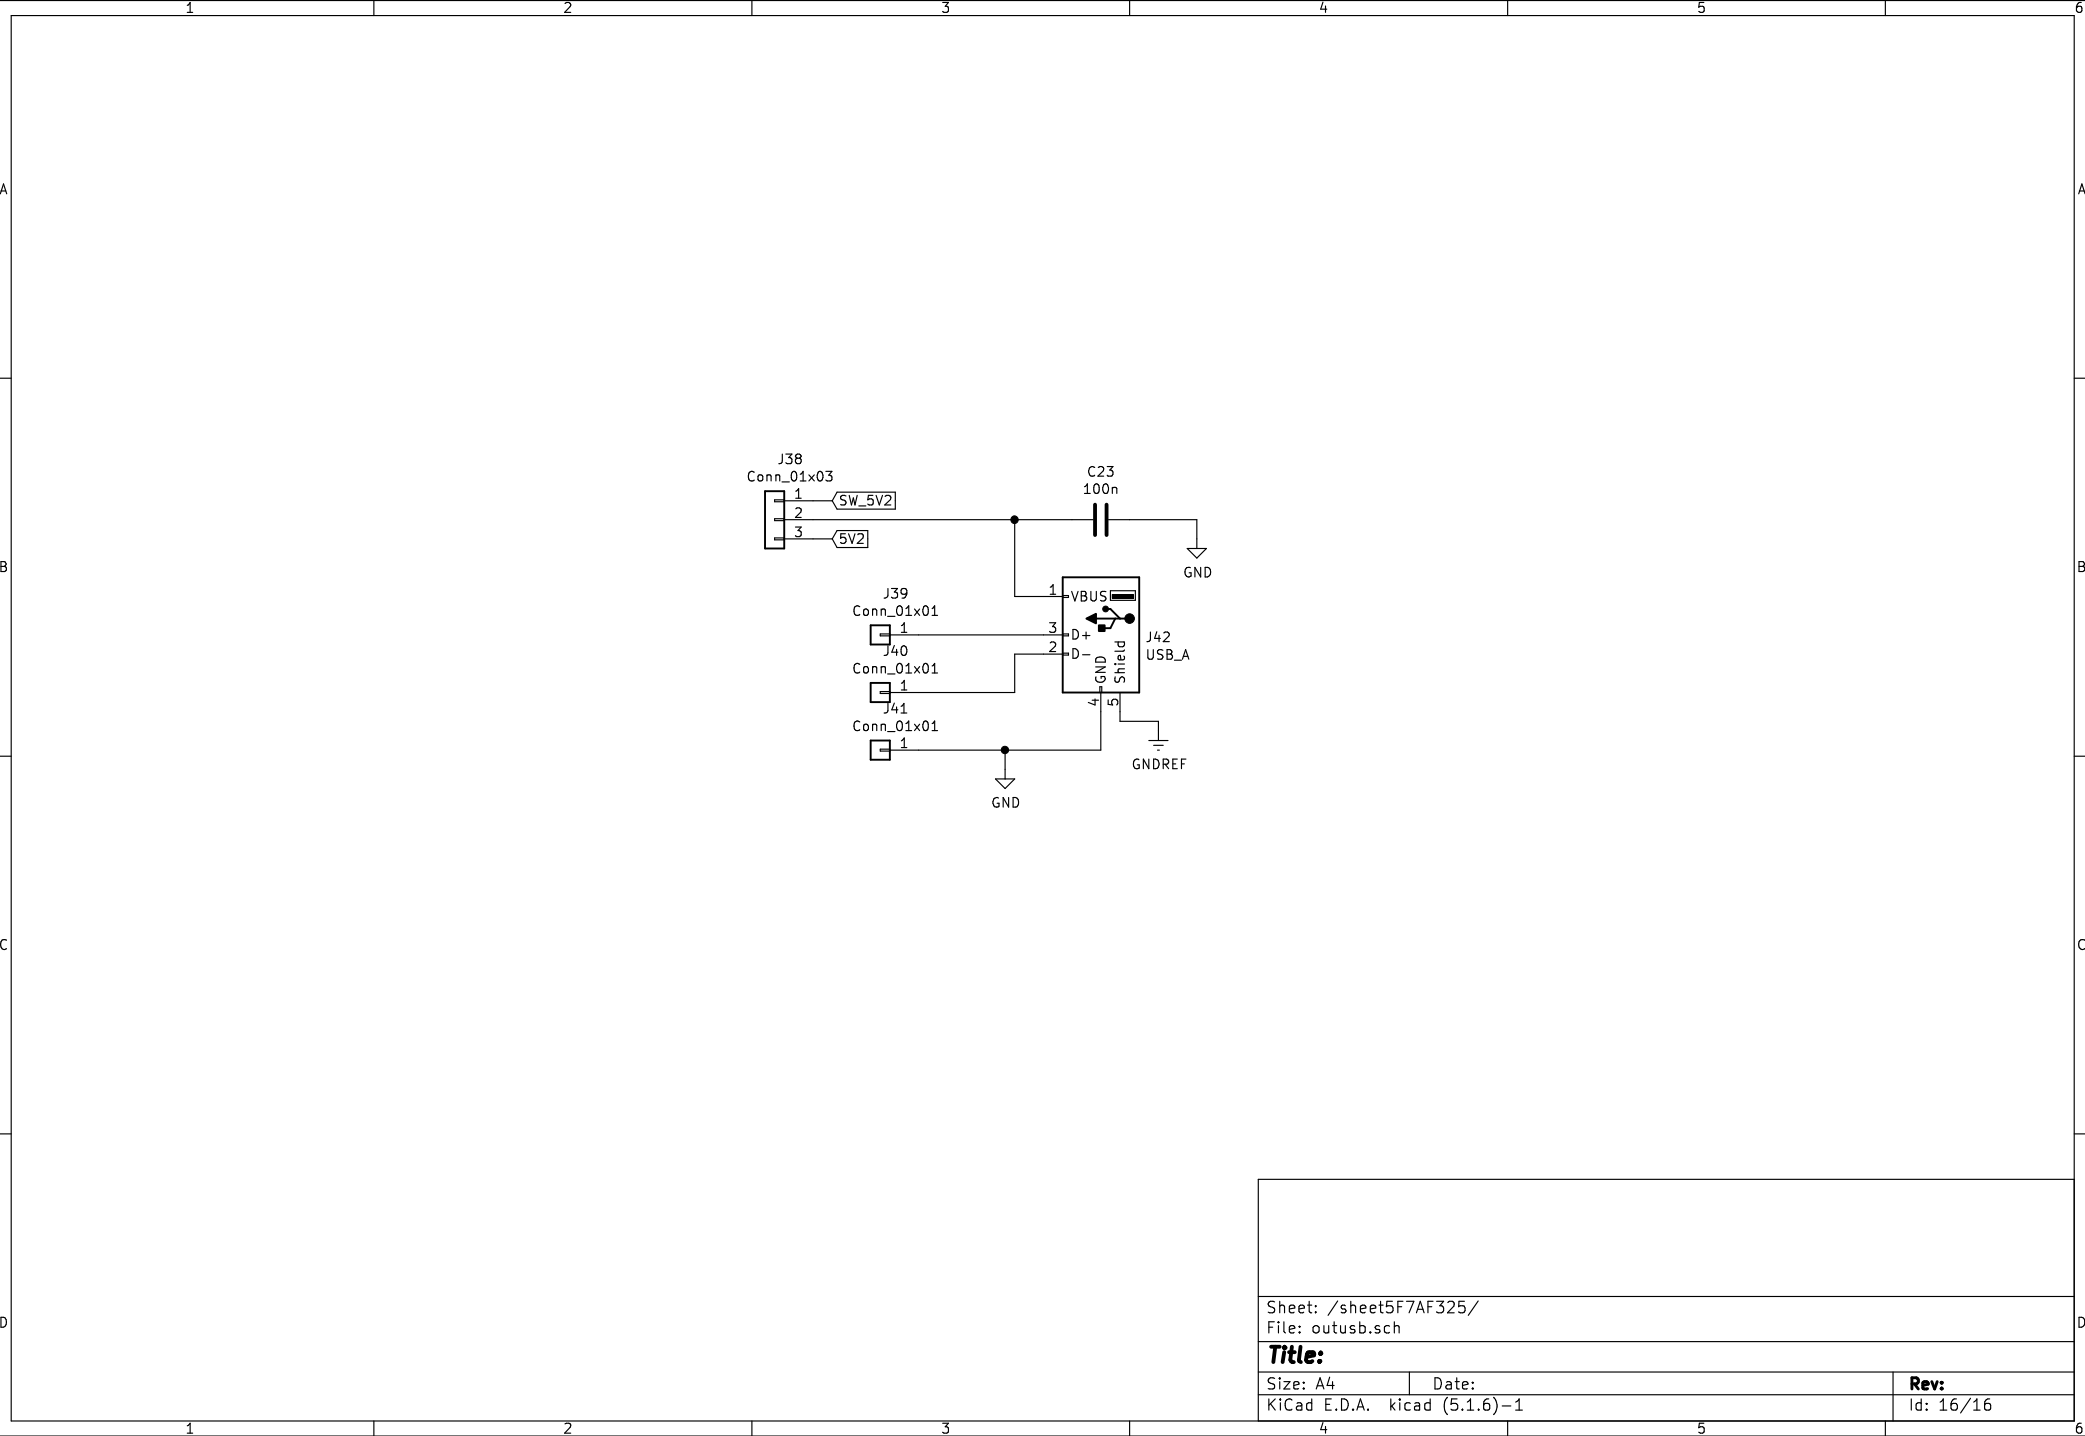 1 2 3 4 5 6
A A
J38
Conn_01x03
1 SW_5V2
2
3 5V2
C23
100n
GND
B B
J39
Conn_01x01
1
J40
Conn_01x01
1
J41
Conn_01x01
1
GND
1 VBUS
3 D+
2 D-
GND
Shield
4 5
J42
USB_A
GNDREF
C C
D D
Sheet: /sheet5F7AF325/
File: outusb.sch
Title:
Size: A4 Date: Rev:
KiCad E.D.A. kicad (5.1.6)-1 Id: 16/16
1 2 3 4 5 6